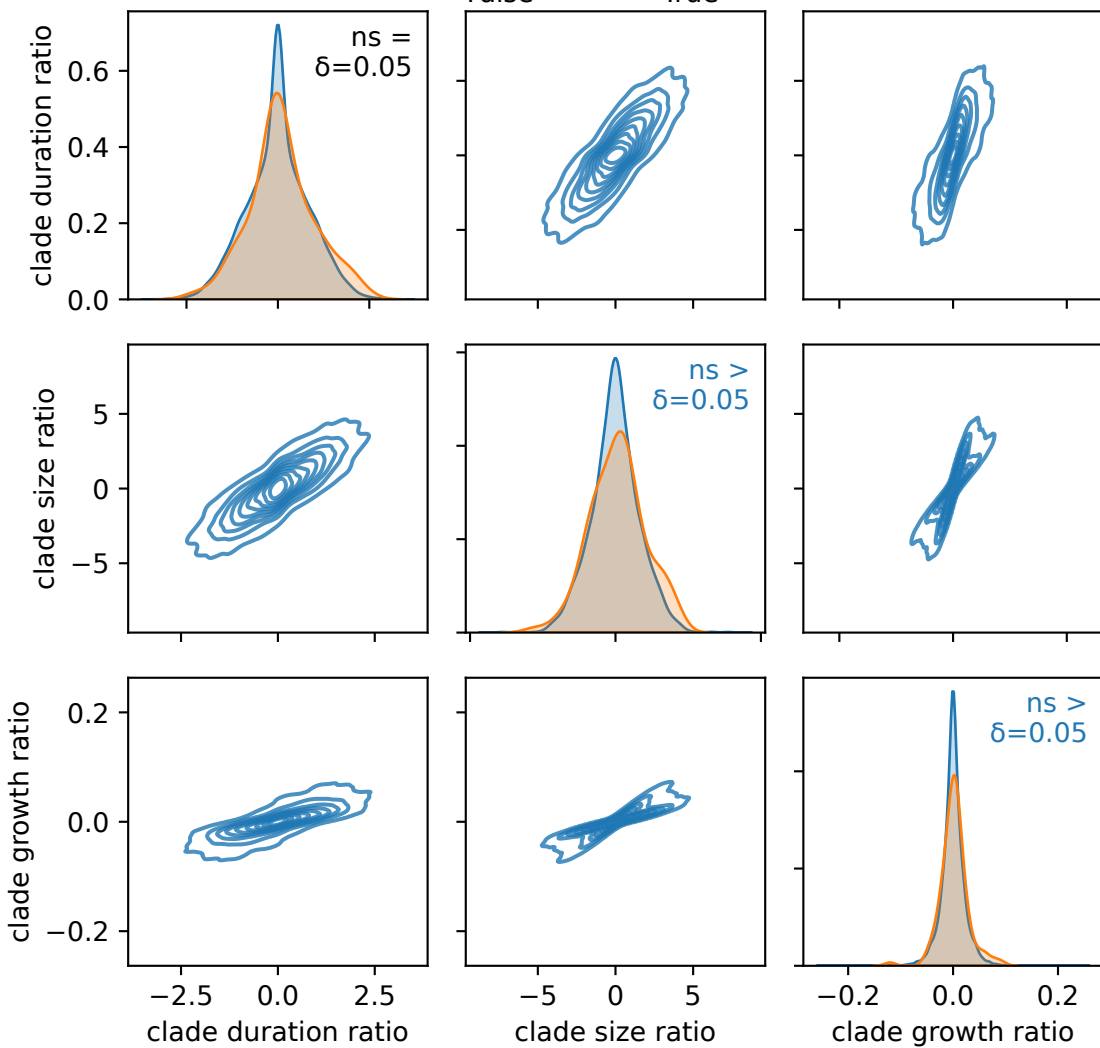 clade duration ratio
0.6
0.4
0.2
0.0
ns =
δ=0.05
clade size ratio
5
0
−5
ns >
δ=0.05
clade growth ratio
0.2
0.0
−0.2
ns >
δ=0.05
−2.5 0.0 2.5
−5 0 5
−0.2 0.0 0.2
clade duration ratio
clade size ratio
clade growth ratio